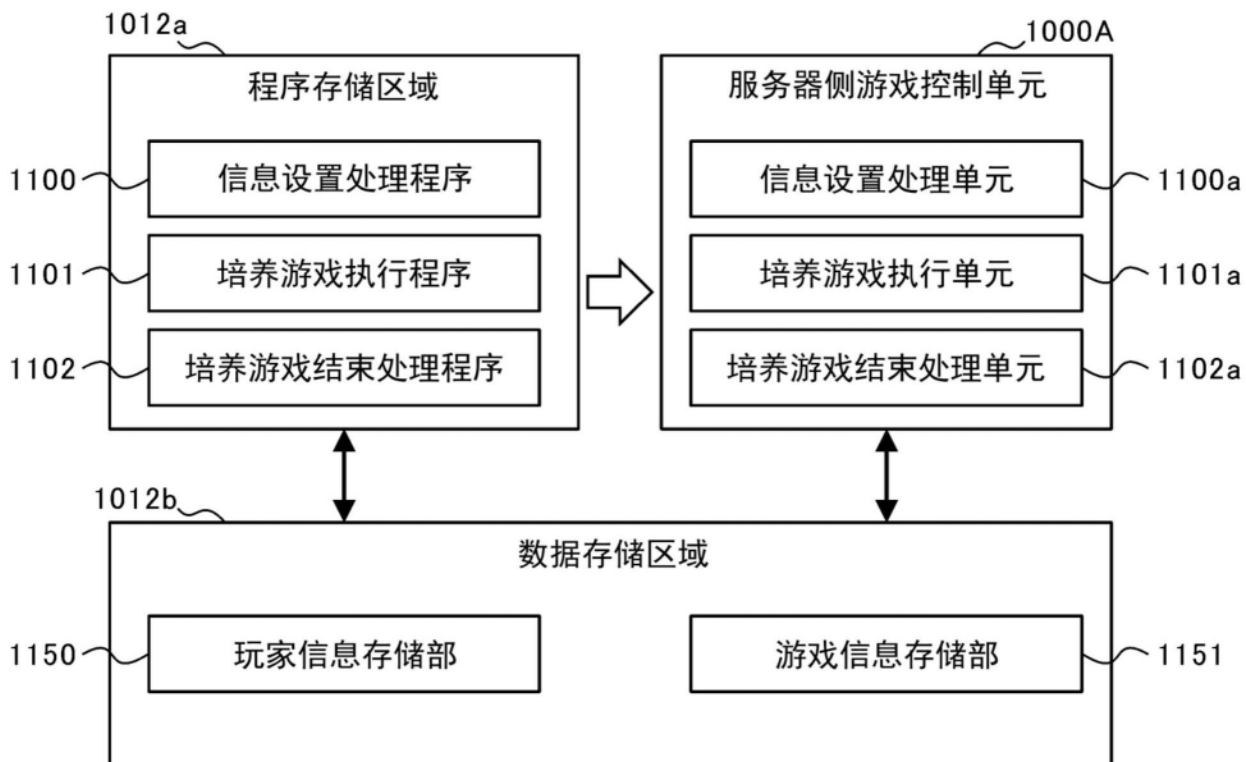 1012a
程序存储区域
1100
信息设置处理程序
1101
培养游戏执行程序
1102
培养游戏结束处理程序
1000A
服务器侧游戏控制单元
信息设置处理单元
1100a
培养游戏执行单元
1101a
培养游戏结束处理单元
1102a
1012b
数据存储区域
1150
玩家信息存储部
游戏信息存储部
1151